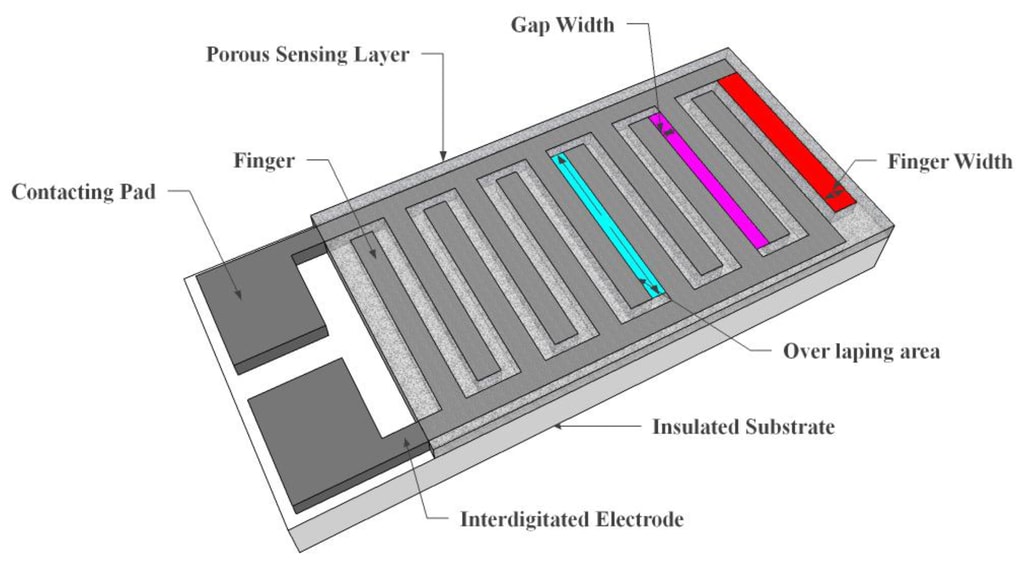 Gap Width
Porous Sensing Layer
Finger
Finger Width
Contacting Pad
Over laping area
Insulated Substrate
Interdigitated Electrode